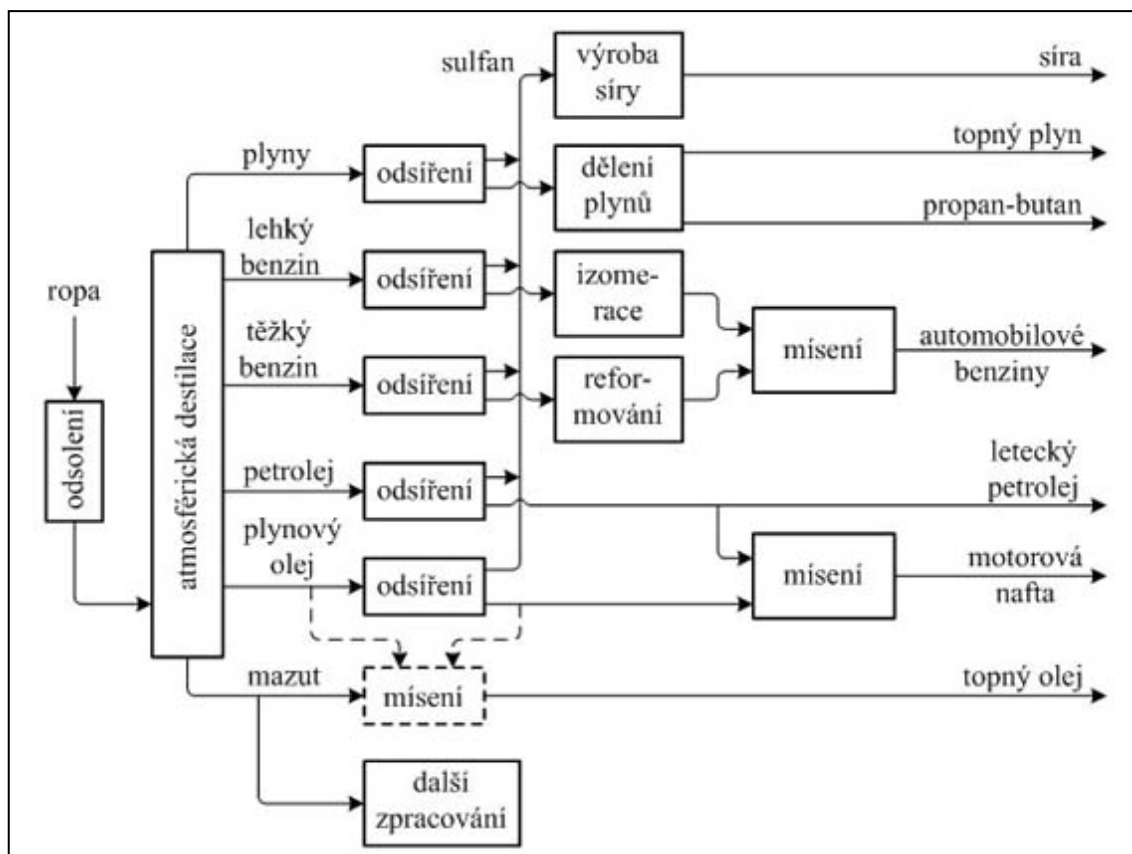 sulfan
výroba
síry
síra
plyny
odsíření
dělení
plynů
topný plyn
propan-butan
lehký
benzin
odsíření
izome-
race
ropa
těžký
benzin
odsíření
refor-
mování
mísení
automobilové
benziny
odsolení
atmosférická destilace
petrolej
odsíření
letecký
petrolej
plynový
olej
odsíření
mísení
motorová
nafta
mazut
mísení
topný olej
další
zpracování